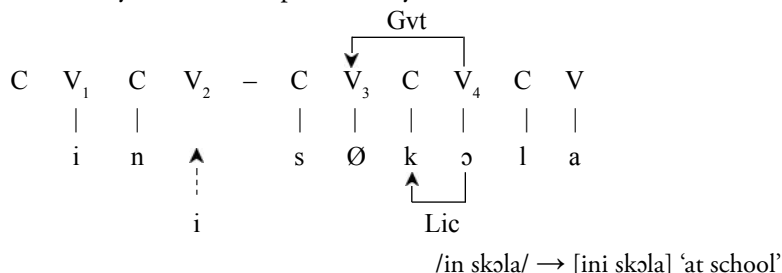 Gvt
C V₁ C V₂ – C V₃ C V₄ C V
i n s Ø k ɔ l a
i
Lic
/in skɔla/ → [ini skɔla] ‘at school’